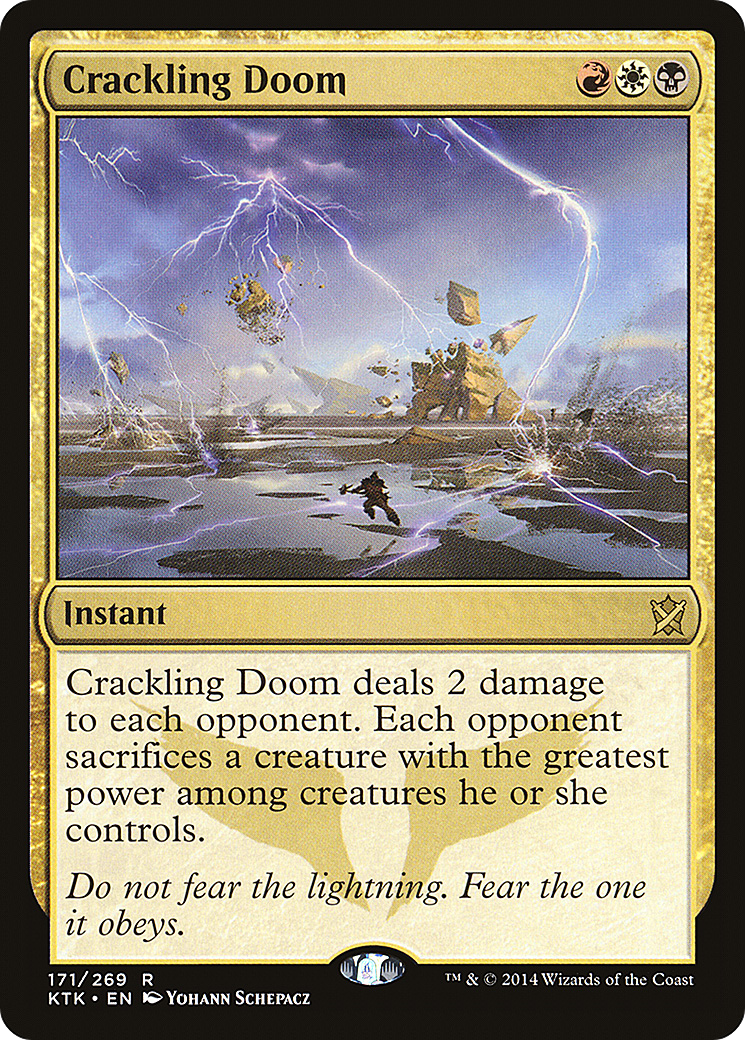 Crackling Doom
Instant
Crackling Doom deals 2 damage
to each opponent. Each opponent
sacrifices a creature with the greatest
power among creatures he or she
controls.
Do not fear the lightning. Fear the one
it obeys.
171/269 R
KTK • EN Yohann Schepacz
™ & © 2014 Wizards of the Coast